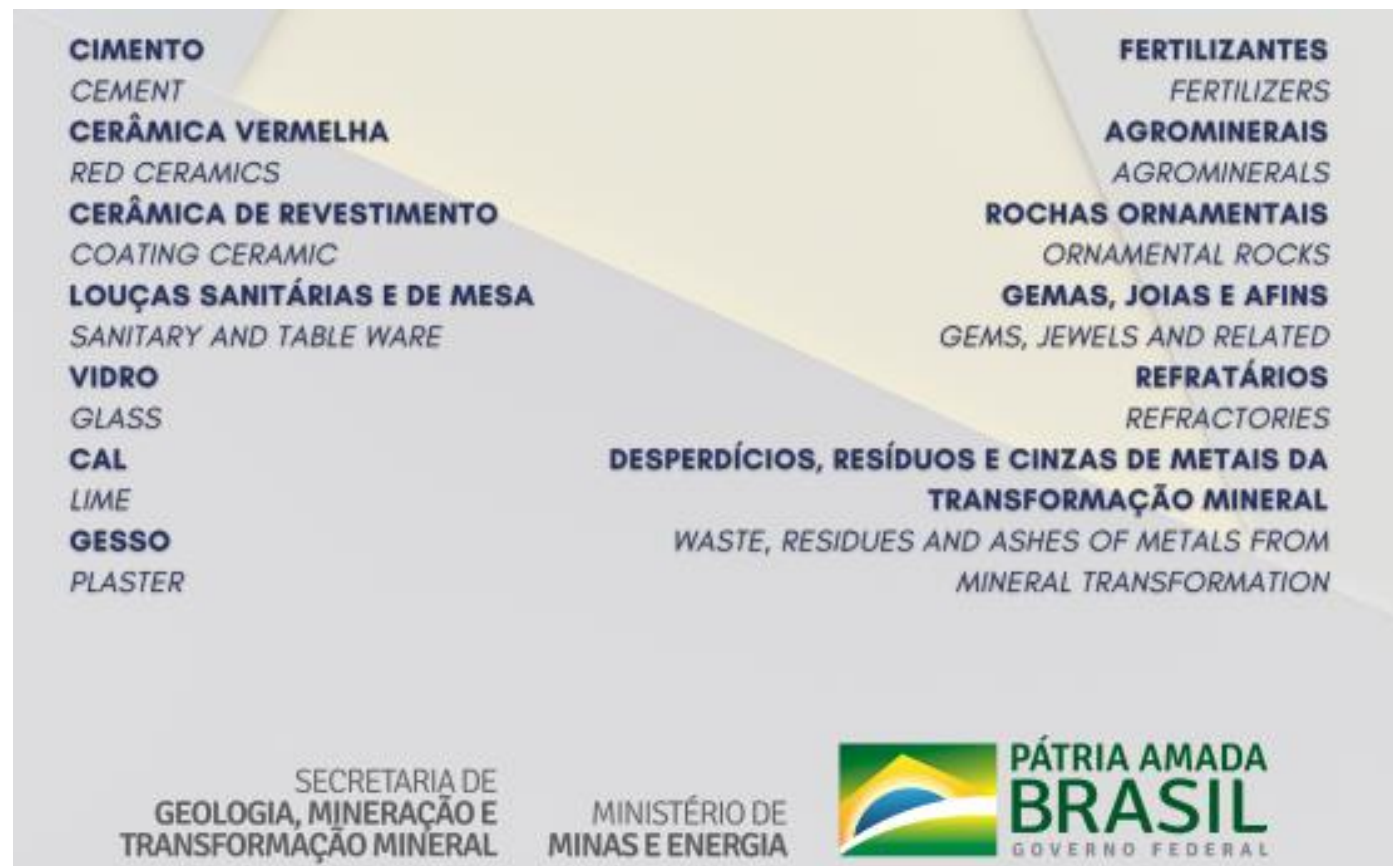 CIMENTO
CEMENT
CERÂMICA VERMELHA
RED CERAMICS
CERÂMICA DE REVESTIMENTO
COATING CERAMIC
LOUÇAS SANITÁRIAS E DE MESA
SANITARY AND TABLE WARE
VIDRO
GLASS
CAL
LIME
GESSO
PLASTER
FERTILIZANTES
FERTILIZERS
AGROMINERAIS
AGROMINERALS
ROCHAS ORNAMENTAIS
ORNAMENTAL ROCKS
GEMAS, JOIAS E AFINS
GEMS, JEWELS AND RELATED
REFRATÁRIOS
REFRACTORIES
DESPERDÍCIOS, RESÍDUOS E CINZAS DE METAIS DA
TRANSFORMAÇÃO MINERAL
WASTE, RESIDUES AND ASHES OF METALS FROM
MINERAL TRANSFORMATION
SECRETARIA DE
GEOLOGIA, MINERAÇÃO E
TRANSFORMAÇÃO MINERAL
MINISTÉRIO DE
MINAS E ENERGIA
PÁTRIA AMADA
BRASIL
GOVERNO FEDERAL